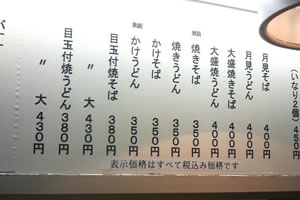 (いなり2個) 450円
月見そば 400円
月見うどん 400円
大盛焼きそば 400円
大盛うどん 400円
焼きそば 350円
焼きうどん 350円
かけそば 350円
かけうどん 350円
目玉付焼そば 380円
〃 大 430円
目玉付焼うどん 380円
〃 大 430円
表示価格はすべて税込み価格です